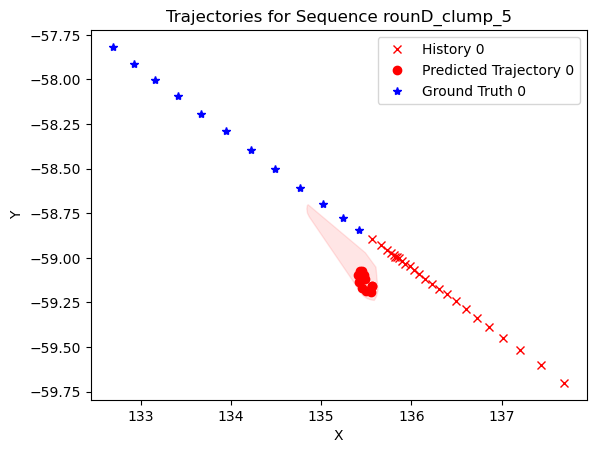 Trajectories for Sequence rounD_clump_5
History 0
Predicted Trajectory 0
Ground Truth 0
−57.75
−58.00
−58.25
−58.50
−58.75
−59.00
−59.25
−59.50
−59.75
Y
133 134 135 136 137
X